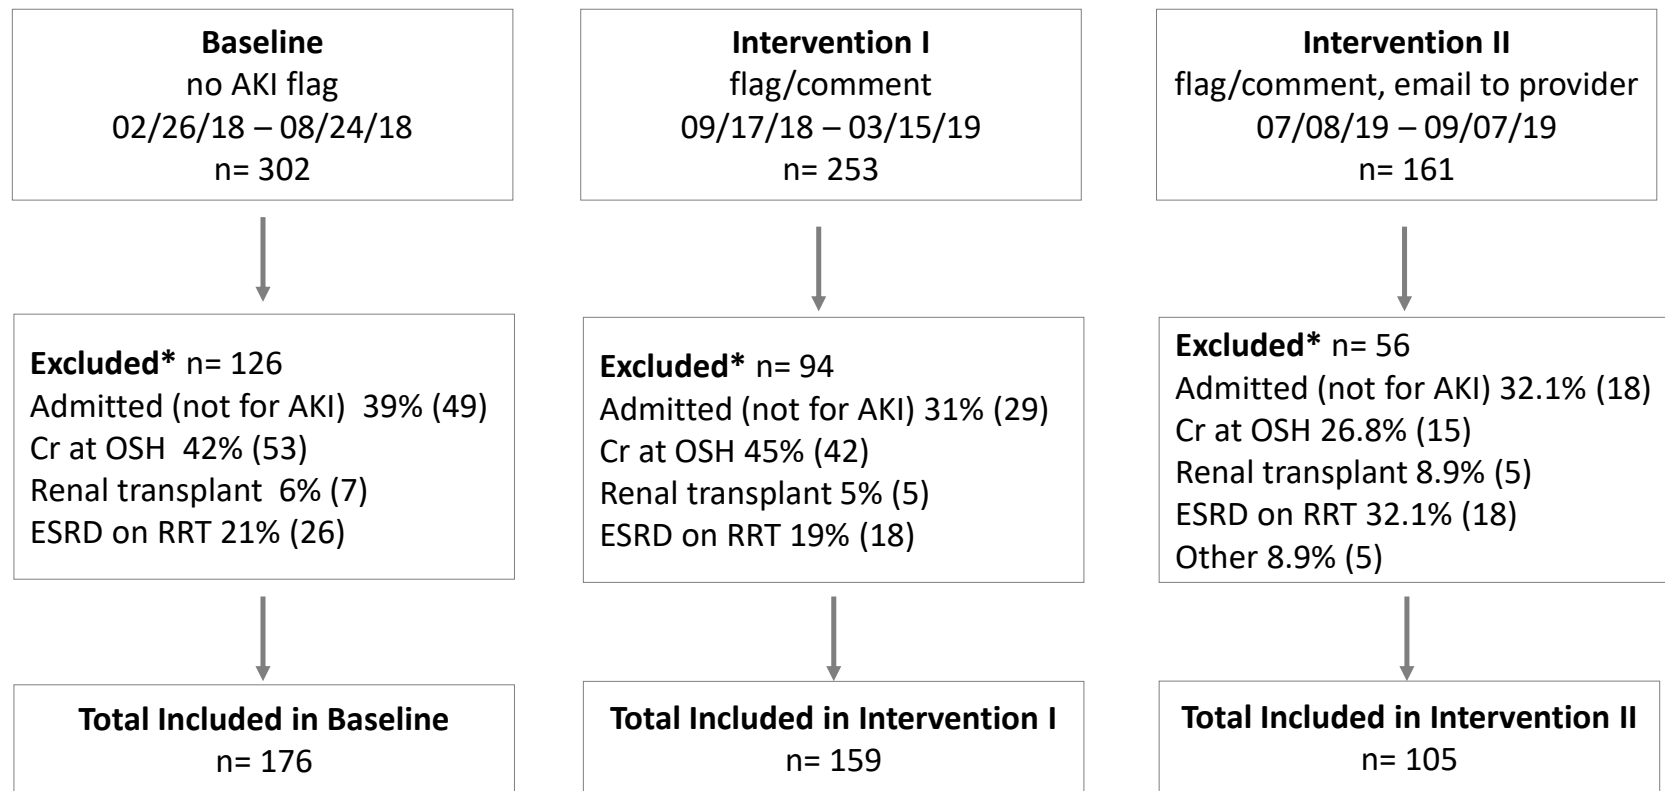 Baseline
no AKI flag
02/26/18 – 08/24/18
n= 302
Excluded* n= 126
Admitted (not for AKI)  39% (49)
Cr at OSH  42% (53)
Renal transplant  6% (7)
ESRD on RRT 21% (26)
Total Included in Baseline
n= 176
Intervention I
flag/comment
09/17/18 – 03/15/19
n= 253
Excluded* n= 94
Admitted (not for AKI) 31% (29)
Cr at OSH 45% (42)
Renal transplant 5% (5)
ESRD on RRT 19% (18)
Total Included in Intervention I
n= 159
Intervention II
flag/comment, email to provider
07/08/19 – 09/07/19
n= 161
Excluded* n= 56
Admitted (not for AKI) 32.1% (18)
Cr at OSH 26.8% (15)
Renal transplant 8.9% (5)
ESRD on RRT 32.1% (18)
Other 8.9% (5)
Total Included in Intervention II
n= 105